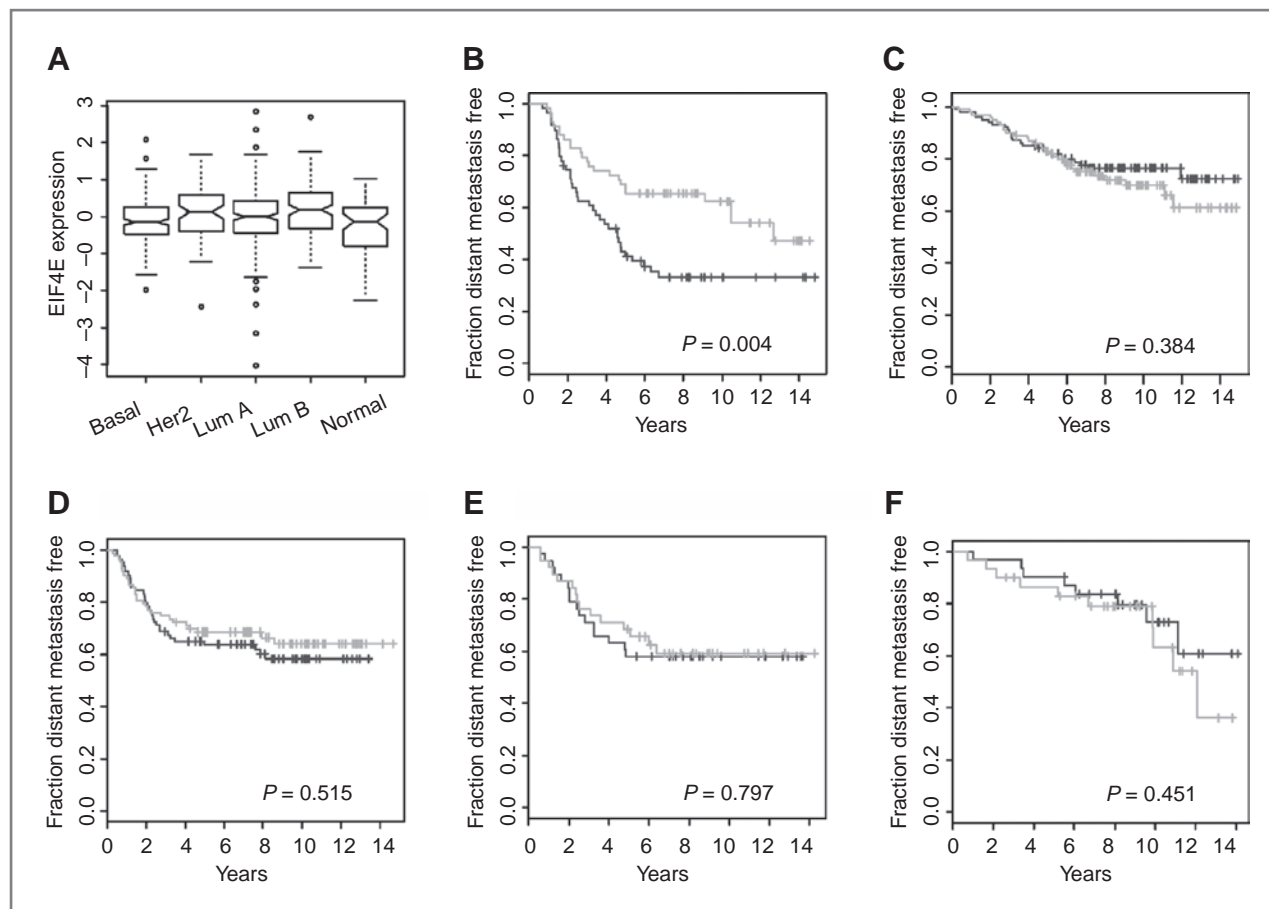 A
EIF4E expression
3
2
1
0
−0
−2
−3
−4
Basal
Her2
Lum A
Lum B
Normal
B
Fraction distant metastasis free
1.0
0.8
0.6
0.4
0.2
0.0
P = 0.004
0 2 4 6 8 10 12 14
Years
C
Fraction distant metastasis free
1.0
0.8
0.6
0.4
0.2
0.0
P = 0.384
0 2 4 6 8 10 12 14
Years
D
Fraction distant metastasis free
1.0
0.8
0.6
0.4
0.2
0.0
P = 0.515
0 2 4 6 8 10 12 14
Years
E
Fraction distant metastasis free
1.0
0.8
0.6
0.4
0.2
0.0
P = 0.797
0 2 4 6 8 10 12 14
Years
F
Fraction distant metastasis free
1.0
0.8
0.6
0.4
0.2
0.0
P = 0.451
0 2 4 6 8 10 12 14
Years